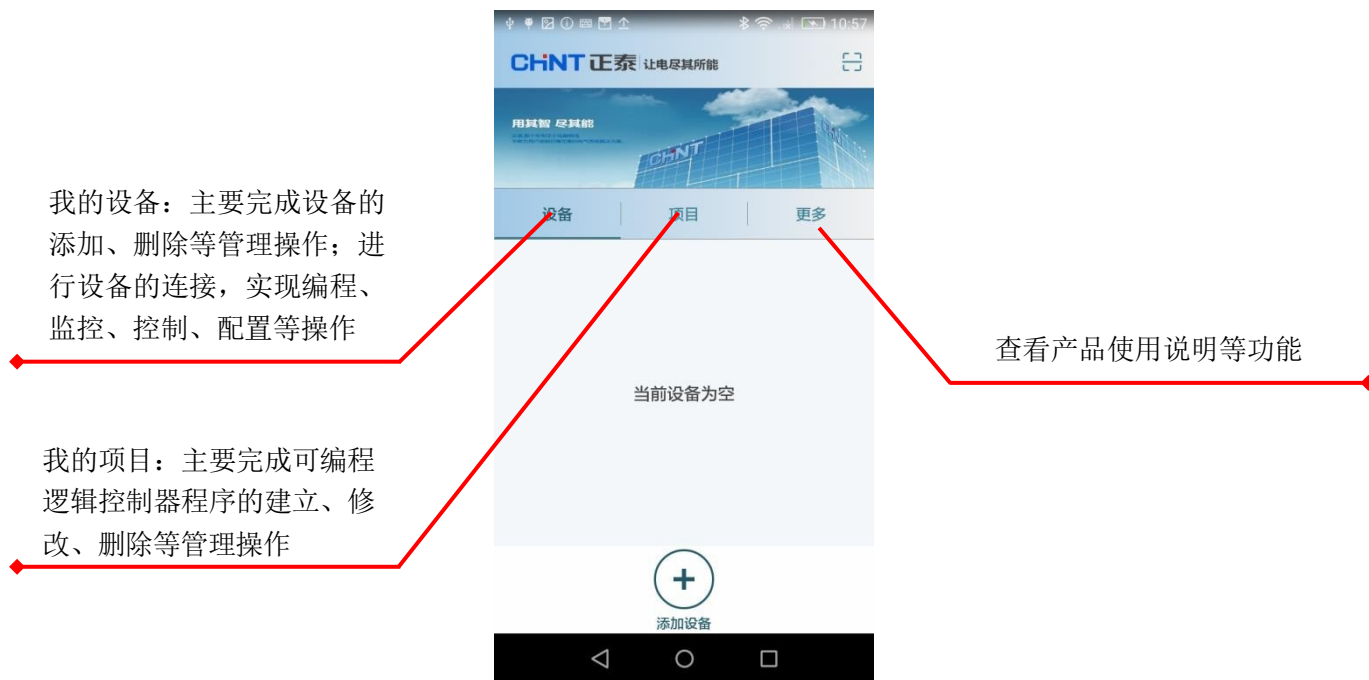 10:57
CHINT 正泰 让电尽其所能
用其智 尽其能
CHNT
设备 项目 更多
我的设备：主要完成设备的
添加、删除等管理操作；进
行设备的连接，实现编程、
监控、控制、配置等操作
查看产品使用说明等功能
当前设备为空
我的项目：主要完成可编程
逻辑控制器程序的建立、修
改、删除等管理操作
添加设备